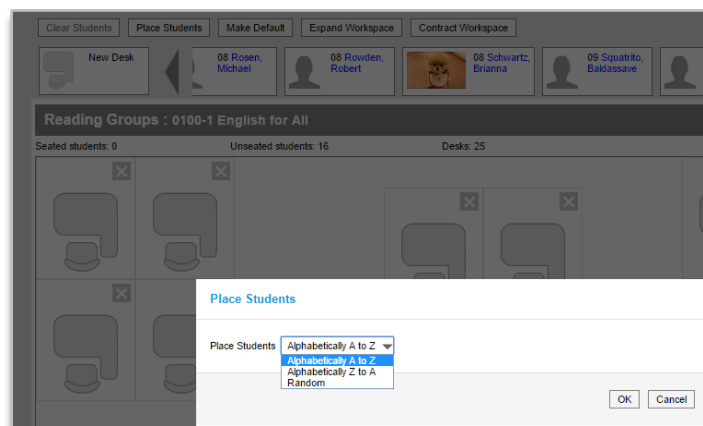 Clear Students Place Students Make Default Expand Workspace Contract Workspace
New Desk
08 Rosen,
Michael
08 Rowden,
Robert
08 Schwartz,
Brianna
09 Squatrito,
Baldassave
Reading Groups : 0100-1 English for All
Seated students: 0 Unseated students: 16 Desks: 25
Place Students
Place Students Alphabetically A to Z
Alphabetically A to Z
Alphabetically Z to A
Random
OK Cancel